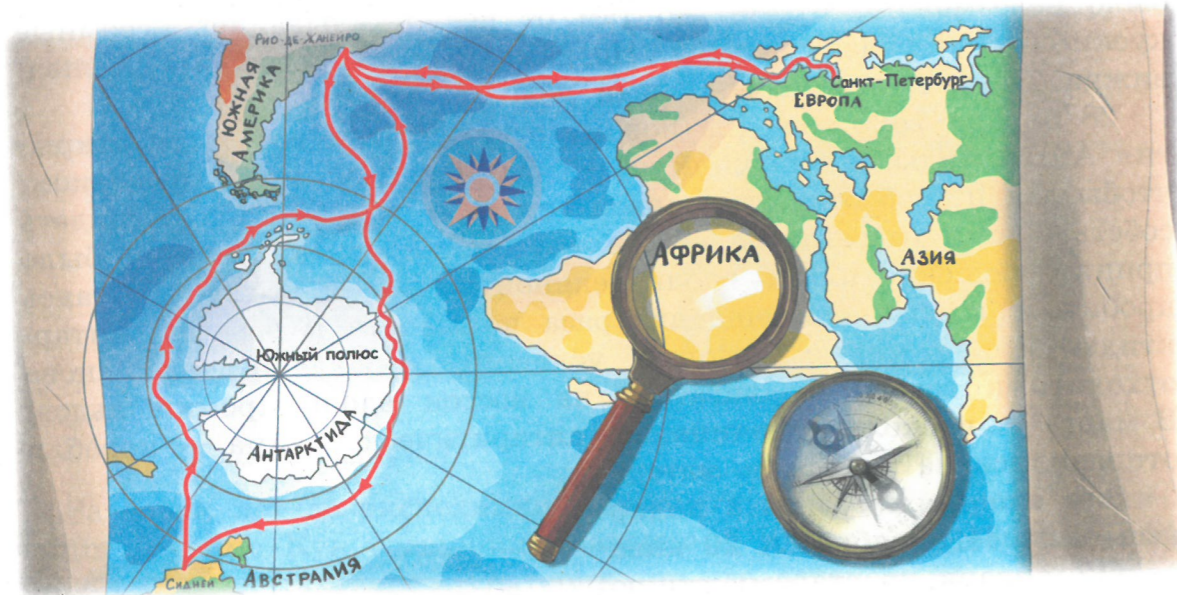 Рио-де-Жанейро
Южная
Америка
Санкт-Петербург
Европа
Африка
Азия
Южный полюс
Антарктида
Австралия
Сидней